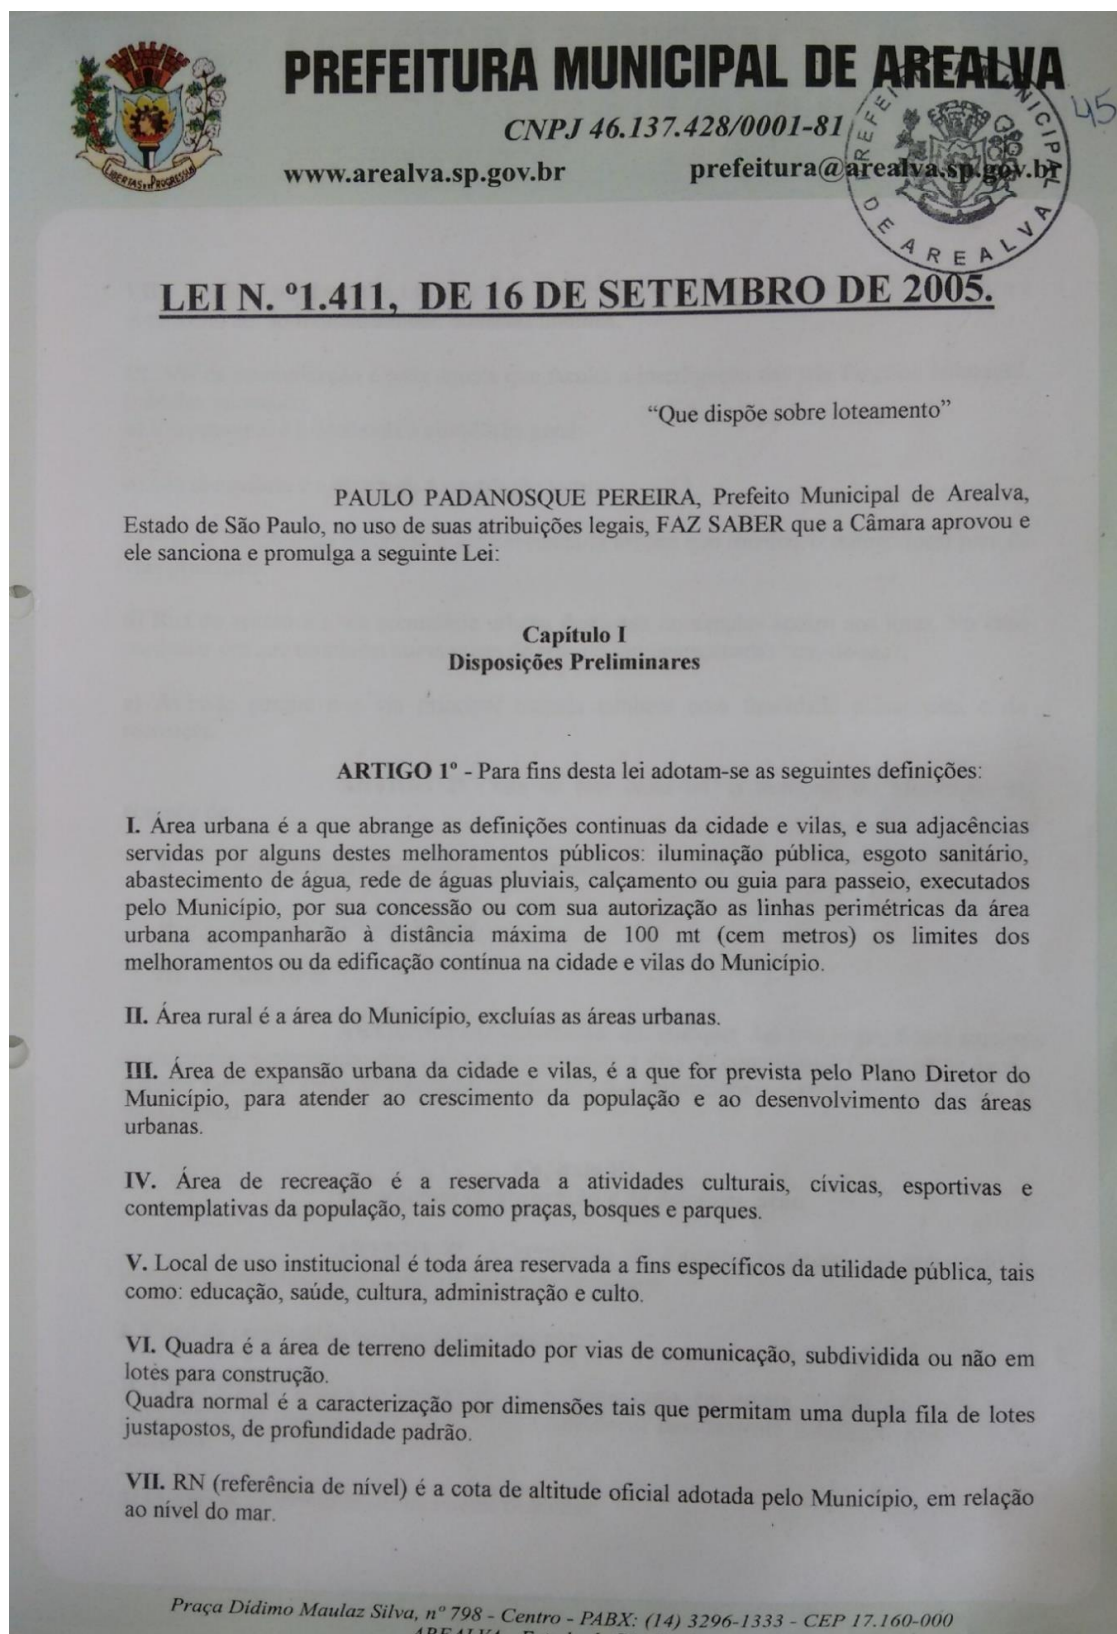 PREFEITURA MUNICIPAL DE AREALVA
CNPJ 46.137.428/0001-81
45
www.arealva.sp.gov.br prefeitura@arealva.sp.gov.br
PREFEITURA MUNICIPAL DE AREALVA
LIBERTAS et PROGRESSUS
LEI N. º1.411, DE 16 DE SETEMBRO DE 2005.
“Que dispõe sobre loteamento”
PAULO PADANOSQUE PEREIRA, Prefeito Municipal de Arealva,
Estado de São Paulo, no uso de suas atribuições legais, FAZ SABER que a Câmara aprovou e
ele sanciona e promulga a seguinte Lei:
Capítulo I
Disposições Preliminares
ARTIGO 1º - Para fins desta lei adotam-se as seguintes definições:
I. Área urbana é a que abrange as definições continuas da cidade e vilas, e sua adjacências
servidas por alguns destes melhoramentos públicos: iluminação pública, esgoto sanitário,
abastecimento de água, rede de águas pluviais, calçamento ou guia para passeio, executados
pelo Município, por sua concessão ou com sua autorização as linhas perimétricas da área
urbana acompanharão à distância máxima de 100 mt (cem metros) os limites dos
melhoramentos ou da edificação contínua na cidade e vilas do Município.
II. Área rural é a área do Município, excluías as áreas urbanas.
III. Área de expansão urbana da cidade e vilas, é a que for prevista pelo Plano Diretor do
Município, para atender ao crescimento da população e ao desenvolvimento das áreas
urbanas.
IV. Área de recreação é a reservada a atividades culturais, cívicas, esportivas e
contemplativas da população, tais como praças, bosques e parques.
V. Local de uso institucional é toda área reservada a fins específicos da utilidade pública, tais
como: educação, saúde, cultura, administração e culto.
VI. Quadra é a área de terreno delimitado por vias de comunicação, subdividida ou não em
lotes para construção.
Quadra normal é a caracterização por dimensões tais que permitam uma dupla fila de lotes
justapostos, de profundidade padrão.
VII. RN (referência de nível) é a cota de altitude oficial adotada pelo Município, em relação
ao nível do mar.
Praça Dídimo Maulaz Silva, nº 798 - Centro - PABX: (14) 3296-1333 - CEP 17.160-000